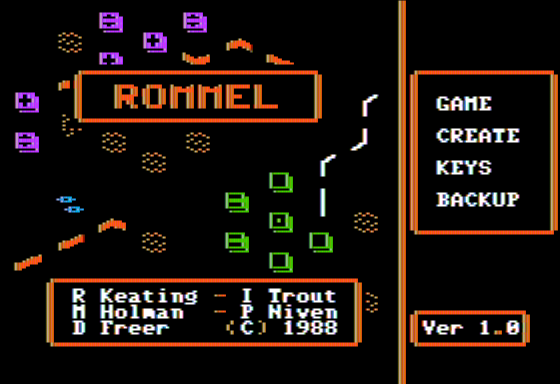 ROMMEL
GAME
CREATE
KEYS
BACKUP
R Keating - I Trout
M Holman - P Niven
D Freer (C) 1988
Ver 1.0